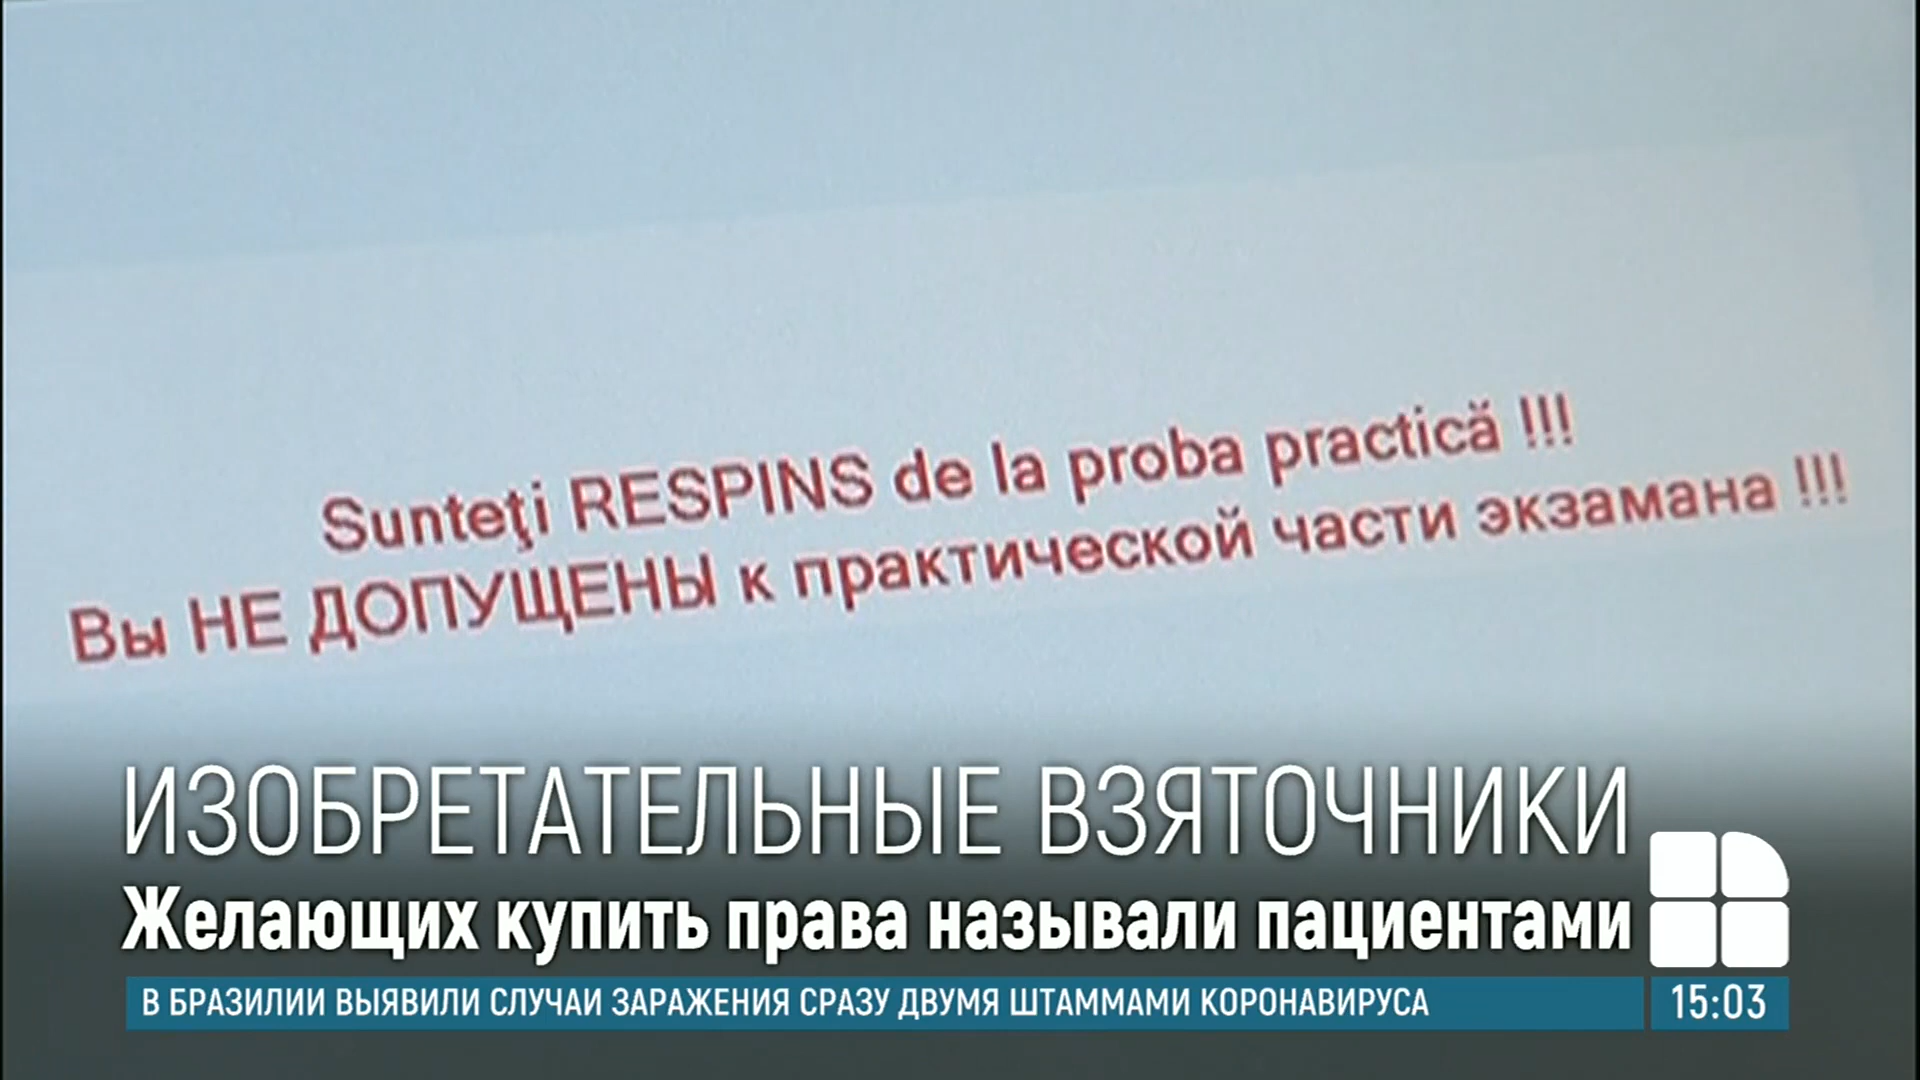 Sunteţi RESPINS de la proba practică !!!
Вы НЕ ДОПУЩЕНЫ к практической части экзамана !!!
ИЗОБРЕТАТЕЛЬНЫЕ ВЗЯТОЧНИКИ
Желающих купить права называли пациентами
В БРАЗИЛИИ ВЫЯВИЛИ СЛУЧАИ ЗАРАЖЕНИЯ СРАЗУ ДВУМЯ ШТАММАМИ КОРОНАВИРУСА
15:03